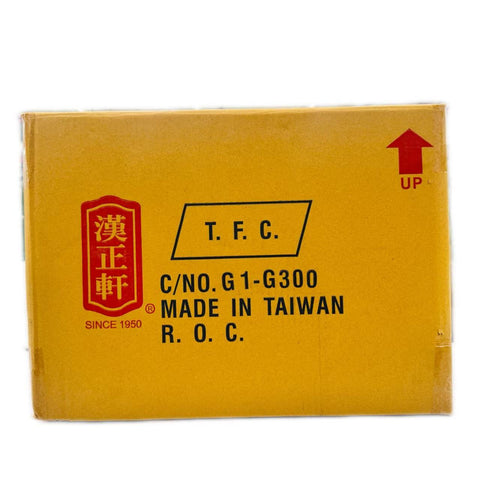 UP
漢正軒
®
SINCE 1950
T. F. C.
C/NO. G1-G300
MADE IN TAIWAN
R. O. C.